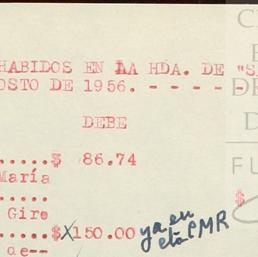 HABIDOS EN LA HDA. DE "S
OSTO DE 1956. - - - - -
DEBE
.....$ 86.74
María
.....
Giro
.....$ 150.00 ya en cta PMR
de--
$